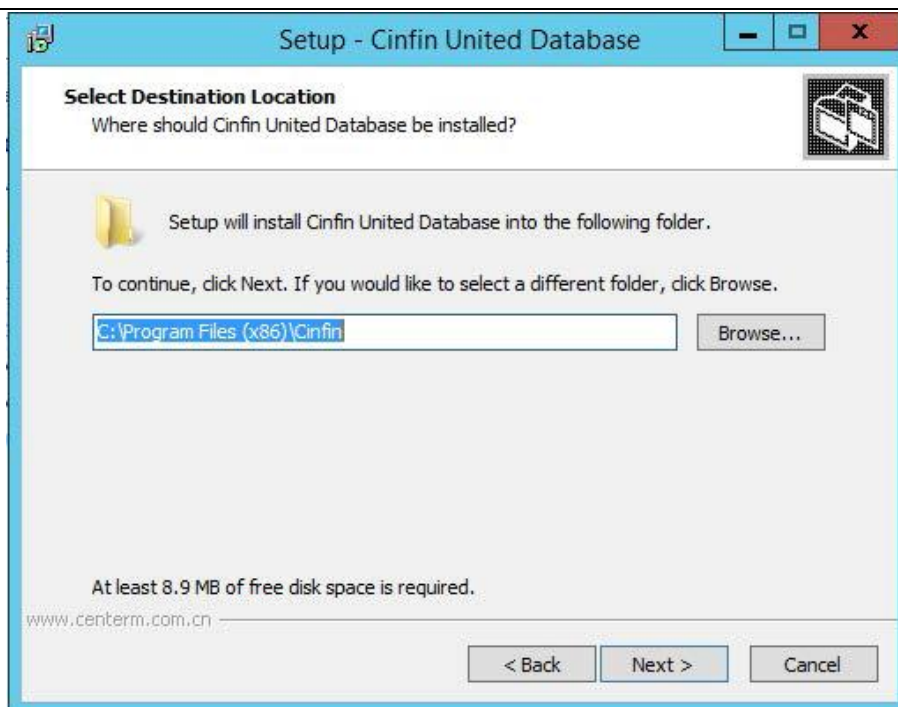 Setup - Cinfin United Database
Select Destination Location
Where should Cinfin United Database be installed?
Setup will install Cinfin United Database into the following folder.
To continue, click Next. If you would like to select a different folder, click Browse.
C:\Program Files (x86)\Cinfin
Browse...
At least 8.9 MB of free disk space is required.
www.centerm.com.cn
< Back
Next >
Cancel